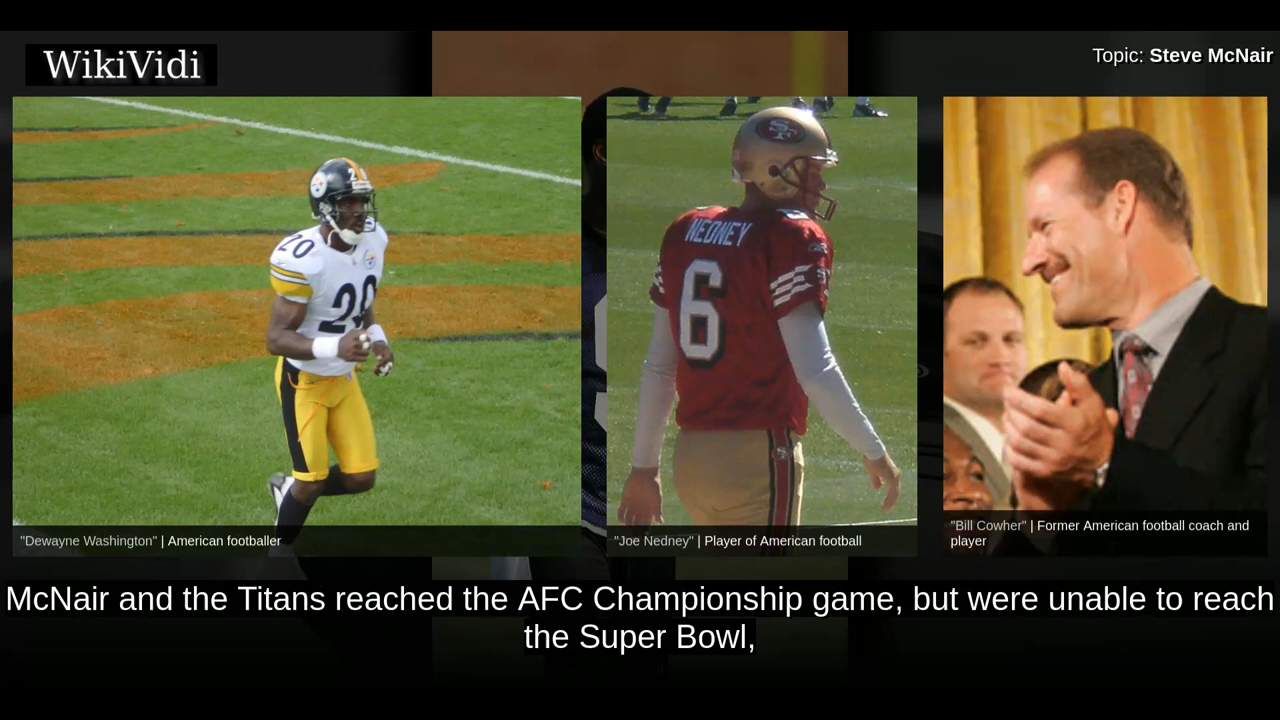 WikiVidi
Topic: Steve McNair
20
2
NEDNEY
6
"Dewayne Washington" | American footballer
"Joe Nedney" | Player of American football
"Bill Cowher" | Former American football coach and
player
McNair and the Titans reached the AFC Championship game, but were unable to reach
the Super Bowl,